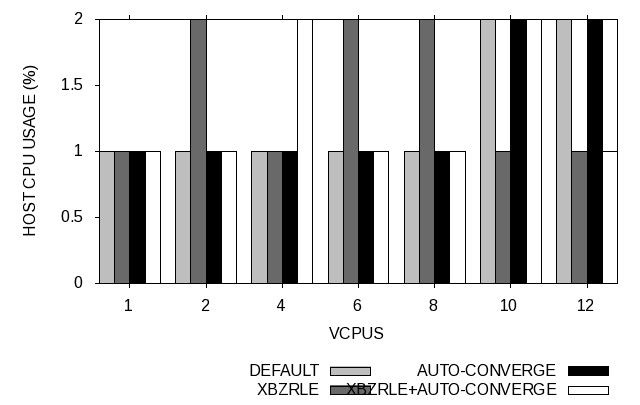 2
1.5
1
0.5
0
HOST CPU USAGE (%)
1 2 4 6 8 10 12
VCPUS
DEFAULT AUTO-CONVERGE
XBZRLE XBZRLE+AUTO-CONVERGE